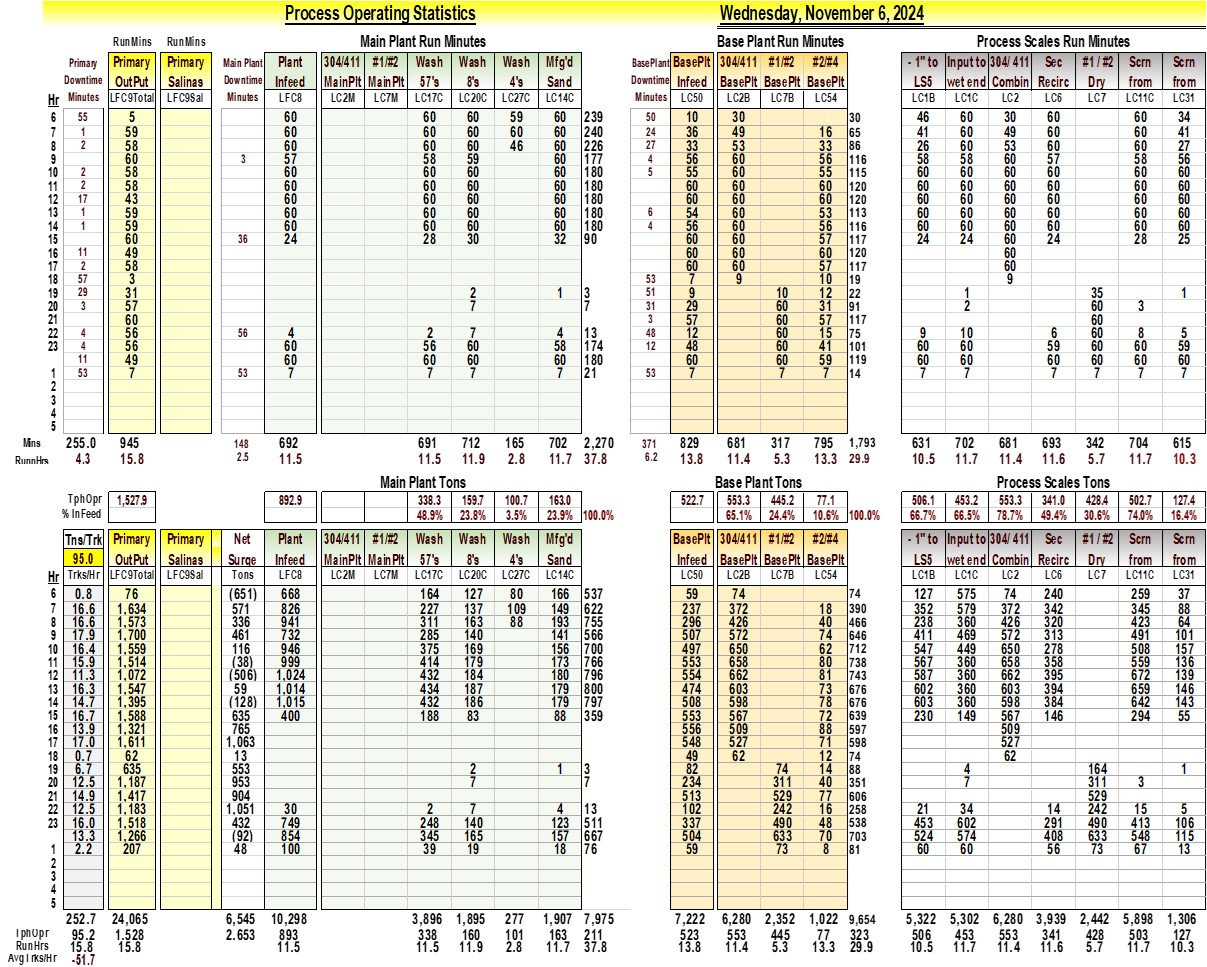 Process Operating Statistics Wednesday, November 6, 2024
RunMins RunMins Main Plant Run Minutes Base Plant Run Minutes Process Scales Run Minutes
Primary Primary Primary Main Plant Plant 304/411 #1/#2 Wash Wash Wash Mfg'd BasePlant BasePlt 304/411 #1/#2 #2/#4 - 1" to Input to 304/ 411 Sec #1 / #2 Scrn Scrn
Downtime OutPut Salinas Downtime Infeed MainPlt MainPlt 57's 8's 4's Sand Downtime Infeed BasePlt BasePlt BasePlt LS5 wet end Combin Recirc Dry from from
Hr Minutes LFC9Total LFC9Sal Minutes LFC8 LC2M LC7M LC17C LC20C LC27C LC14C Minutes LC50 LC2B LC7B LC54 LC1B LC1C LC2 LC6 LC7 LC11C LC31
6 55 5 60 60 60 59 60 239 50 10 30 30 46 60 30 60 60 34
7 1 59 60 60 60 60 60 240 24 36 49 16 65 41 60 49 60 60 41
8 2 58 60 60 60 46 60 226 27 33 53 33 86 26 60 53 60 60 27
9 60 3 57 58 59 60 177 4 56 60 56 116 58 58 60 57 58 56
10 2 58 60 60 60 60 180 5 55 60 55 115 60 60 60 60 60 60
11 2 58 60 60 60 60 180 60 60 60 120 60 60 60 60 60 60
12 17 43 60 60 60 60 180 60 60 60 120 60 60 60 60 60 60
13 1 59 60 60 60 60 180 6 54 60 53 113 60 60 60 60 60 60
14 1 59 60 60 60 60 180 4 56 60 56 116 60 60 60 60 60 60
15 60 36 24 28 30 32 90 60 60 57 117 24 24 60 24 28 25
16 11 49 60 60 60 120 60
17 2 58 60 60 57 117 60
18 57 3 53 7 9 10 19 9
19 29 31 2 1 3 51 9 10 12 22 1 35 1
20 3 57 7 7 31 29 60 31 91 2 60 3
21 60 3 57 60 57 117 60
22 4 56 56 4 2 7 4 13 48 12 60 15 75 9 10 6 60 8 5
23 4 56 60 56 60 58 174 12 48 60 41 101 60 60 59 60 60 59
11 49 60 60 60 60 180 60 60 59 119 60 60 60 60 60 60
1 53 7 53 7 7 7 7 21 53 7 7 7 14 7 7 7 7 7 7
2
3
4
5
Mins 255.0 945 148 692 691 712 165 702 2,270 371 829 681 317 795 1,793 631 702 681 693 342 704 615
RunnHrs 4.3 15.8 2.5 11.5 11.5 11.9 2.8 11.7 37.8 6.2 13.8 11.4 5.3 13.3 29.9 10.5 11.7 11.4 11.6 5.7 11.7 10.3
Main Plant Tons Base Plant Tons Process Scales Tons
TphOpr 1,527.9 892.9 338.3 159.7 100.7 163.0 522.7 553.3 445.2 77.1 506.1 453.2 553.3 341.0 428.4 502.7 127.4
% InFeed 48.9% 23.8% 3.5% 23.9% 100.0% 65.1% 24.4% 10.6% 100.0% 66.7% 66.5% 78.7% 49.4% 30.6% 74.0% 16.4%
Tns/Trk Primary Primary Net Plant 304/411 #1/#2 Wash Wash Wash Mfg'd BasePlt 304/411 #1/#2 #2/#4 - 1" to Input to 304/ 411 Sec #1 / #2 Scrn Scrn
95.0 OutPut Salinas Surge Infeed MainPlt MainPlt 57's 8's 4's Sand Infeed BasePlt BasePlt BasePlt LS5 wet end Combin Recirc Dry from from
Hr Trks/Hr LFC9Total LFC9Sal Tons LFC8 LC2M LC7M LC17C LC20C LC27C LC14C LC50 LC2B LC7B LC54 LC1B LC1C LC2 LC6 LC7 LC11C LC31
6 0.8 76 (651) 668 164 127 80 166 537 59 74 74 127 575 74 240 259 37
7 16.6 1,634 571 826 227 137 109 149 622 237 372 18 390 352 579 372 342 345 88
8 16.6 1,573 336 941 311 163 88 193 755 296 426 40 466 238 360 426 320 423 64
9 17.9 1,700 461 732 285 140 141 566 507 572 74 646 411 469 572 313 491 101
10 16.4 1,559 116 946 375 169 156 700 497 650 62 712 547 449 650 278 508 157
11 15.9 1,514 (38) 999 414 179 173 766 553 658 80 738 567 360 658 358 559 136
12 11.3 1,072 (506) 1,024 432 184 180 796 554 662 81 743 587 360 662 395 672 139
13 16.3 1,547 59 1,014 434 187 179 800 474 603 73 676 602 360 603 394 659 146
14 14.7 1,395 (128) 1,015 432 186 179 797 508 598 78 676 603 360 598 384 642 143
15 16.7 1,588 635 400 188 83 88 359 553 567 72 639 230 149 567 146 294 55
16 13.9 1,321 765 556 509 88 597 509
17 17.0 1,611 1,063 548 527 71 598 527
18 0.7 62 13 49 62 12 74 62
19 6.7 635 553 2 1 3 82 74 14 88 4 164 1
20 12.5 1,187 953 7 7 234 311 40 351 7 311 3
21 14.9 1,417 904 513 529 77 606 529
22 12.5 1,183 1,051 30 2 7 4 13 102 242 16 258 21 34 14 242 15 5
23 16.0 1,518 432 749 248 140 123 511 337 490 48 538 453 602 291 490 413 106
13.3 1,266 (92) 854 345 165 157 667 504 633 70 703 524 574 408 633 548 115
1 2.2 207 48 100 39 19 18 76 59 73 8 81 60 60 56 73 67 13
2
3
4
5
252.7 24,065 6,545 10,298 3,896 1,895 277 1,907 7,975 7,222 6,280 2,352 1,022 9,654 5,322 5,302 6,280 3,939 2,442 5,898 1,306
TphOpr 95.2 1.528 2.653 893 338 160 101 163 211 523 553 445 77 323 506 453 553 341 428 503 127
RunHrs 15.8 15.8 11.5 11.5 11.9 2.8 11.7 37.8 13.8 11.4 5.3 13.3 29.9 10.5 11.7 11.4 11.6 5.7 11.7 10.3
AvgTrks/Hr -51.7